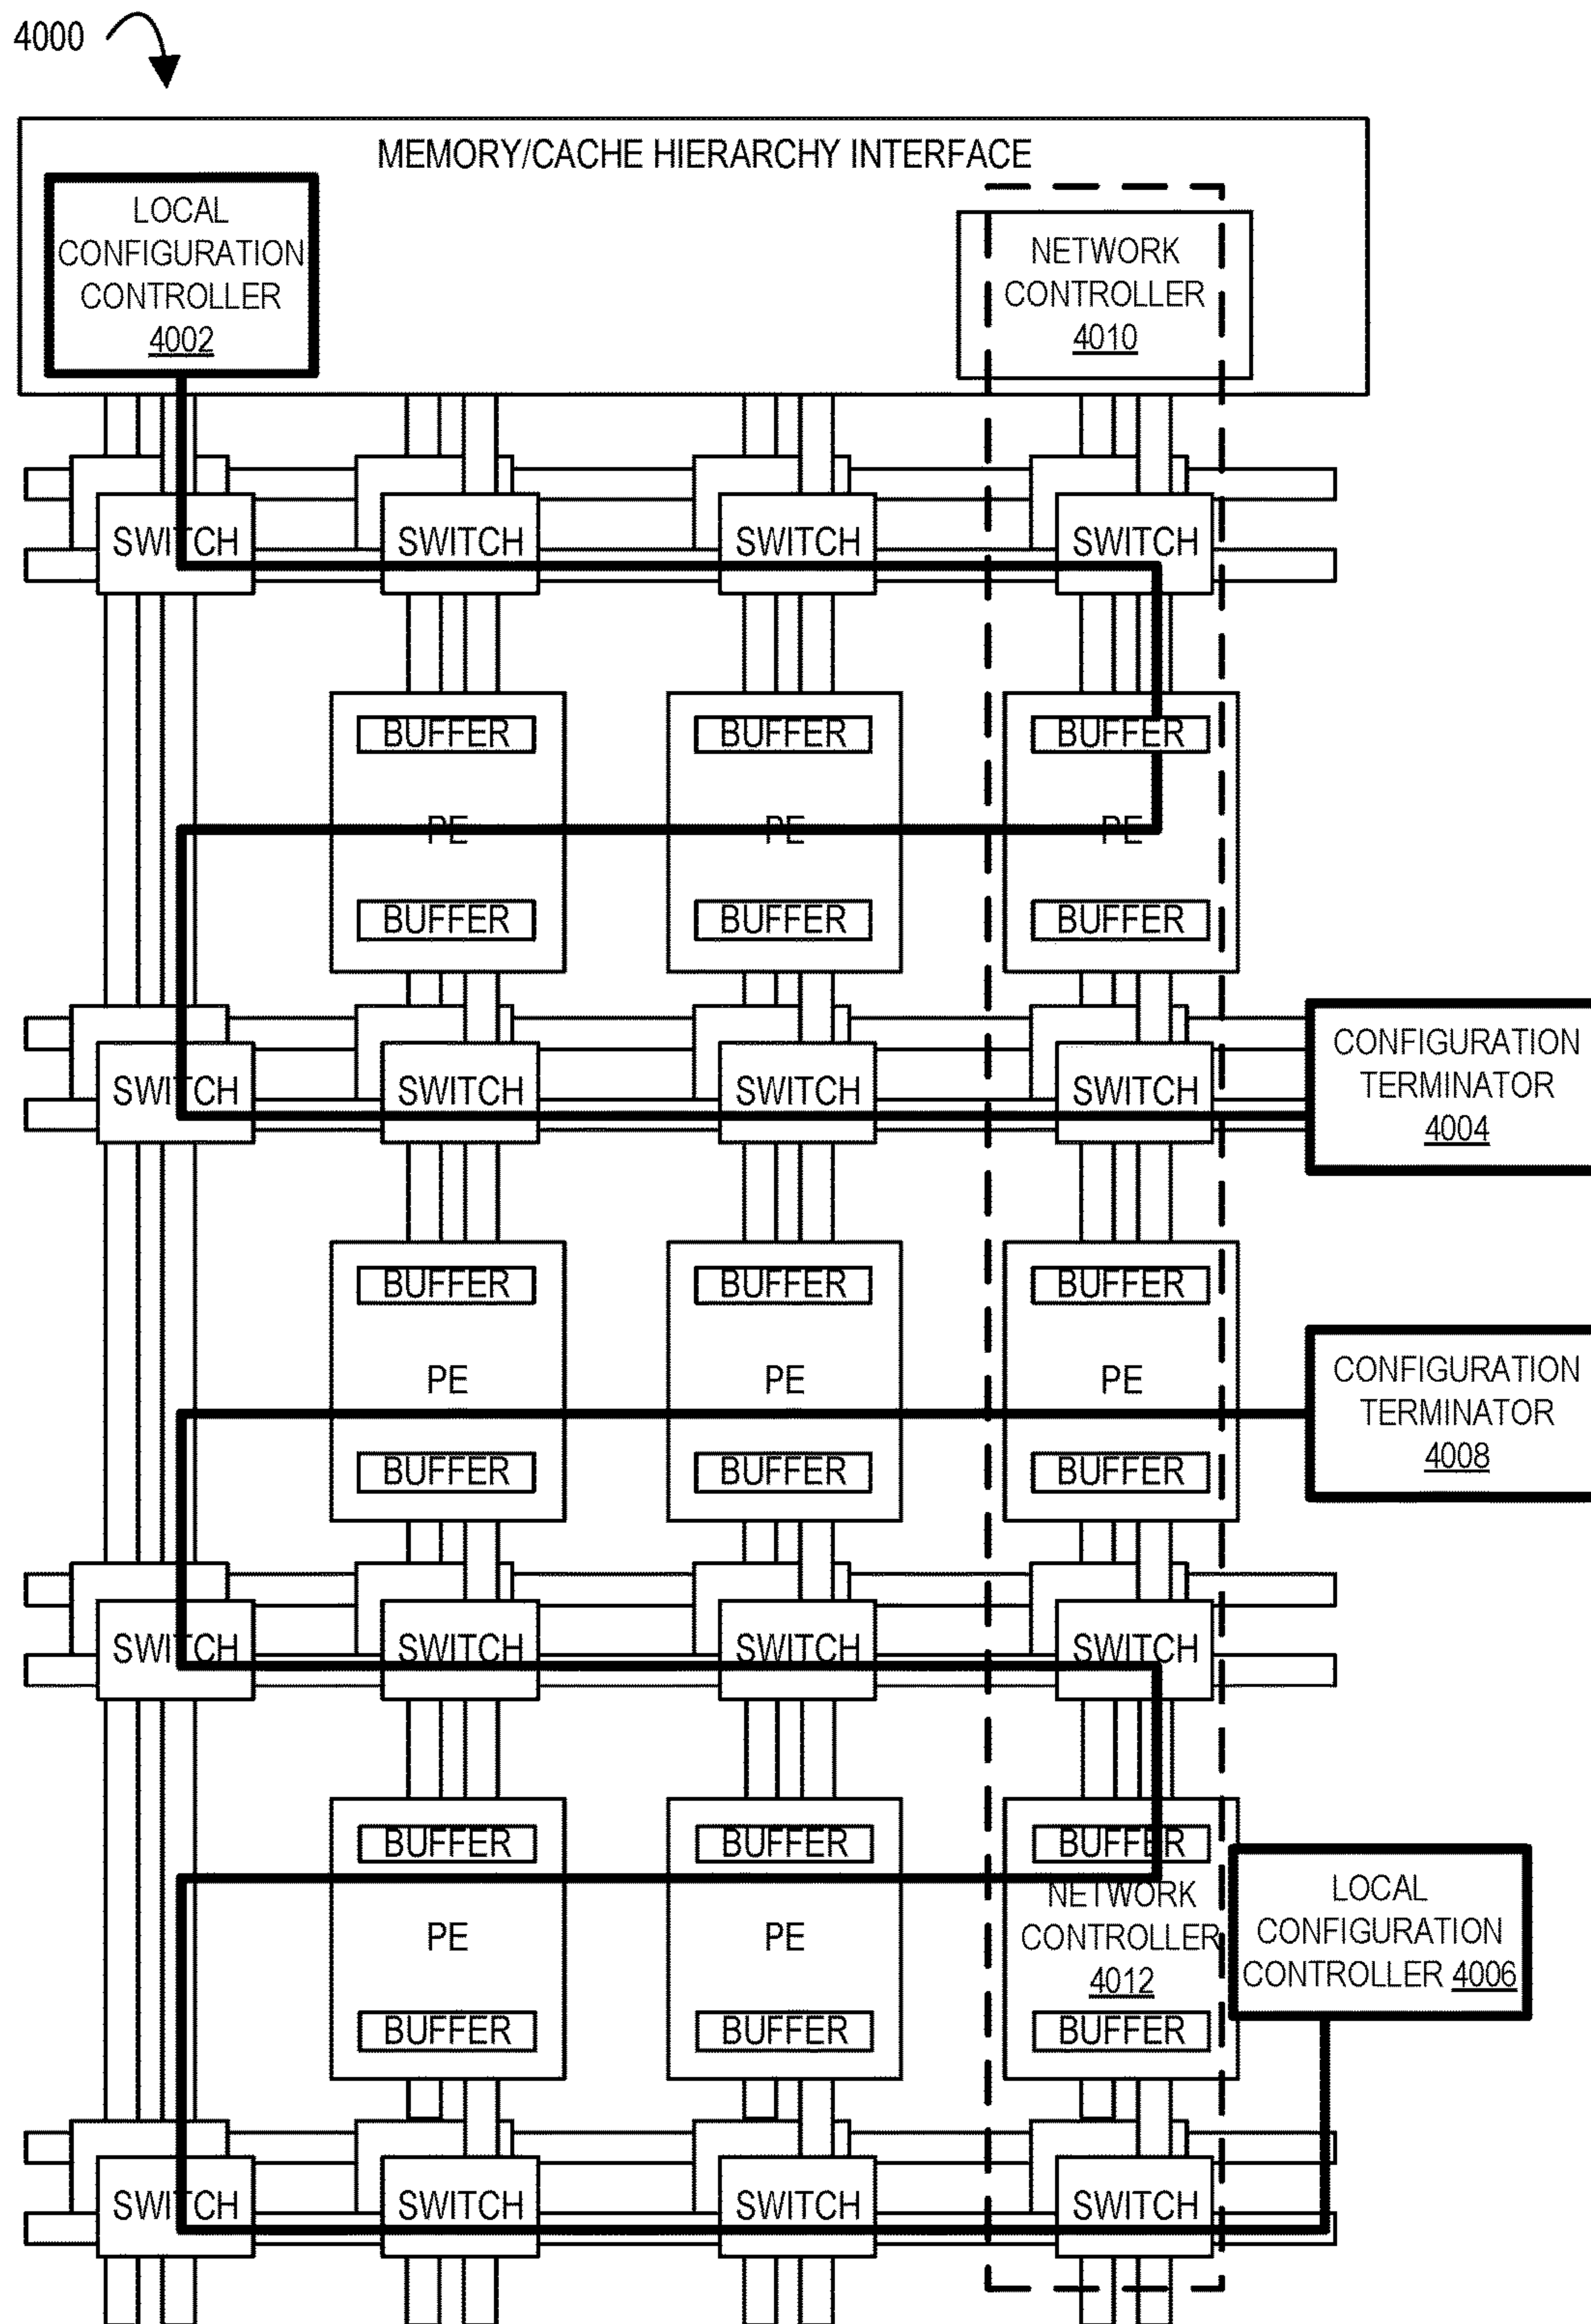 4000
MEMORY/CACHE HIERARCHY INTERFACE
LOCAL
CONFIGURATION
CONTROLLER
4002
NETWORK
CONTROLLER
4010
SWITCH SWITCH SWITCH SWITCH
BUFFER BUFFER BUFFER
PE PE PE
BUFFER BUFFER BUFFER
SWITCH SWITCH SWITCH SWITCH
CONFIGURATION
TERMINATOR
4004
BUFFER BUFFER BUFFER
PE PE PE
BUFFER BUFFER BUFFER
CONFIGURATION
TERMINATOR
4008
SWITCH SWITCH SWITCH SWITCH
BUFFER BUFFER BUFFER
PE PE
NETWORK
CONTROLLER
4012
BUFFER BUFFER BUFFER
LOCAL
CONFIGURATION
CONTROLLER 4006
SWITCH SWITCH SWITCH SWITCH